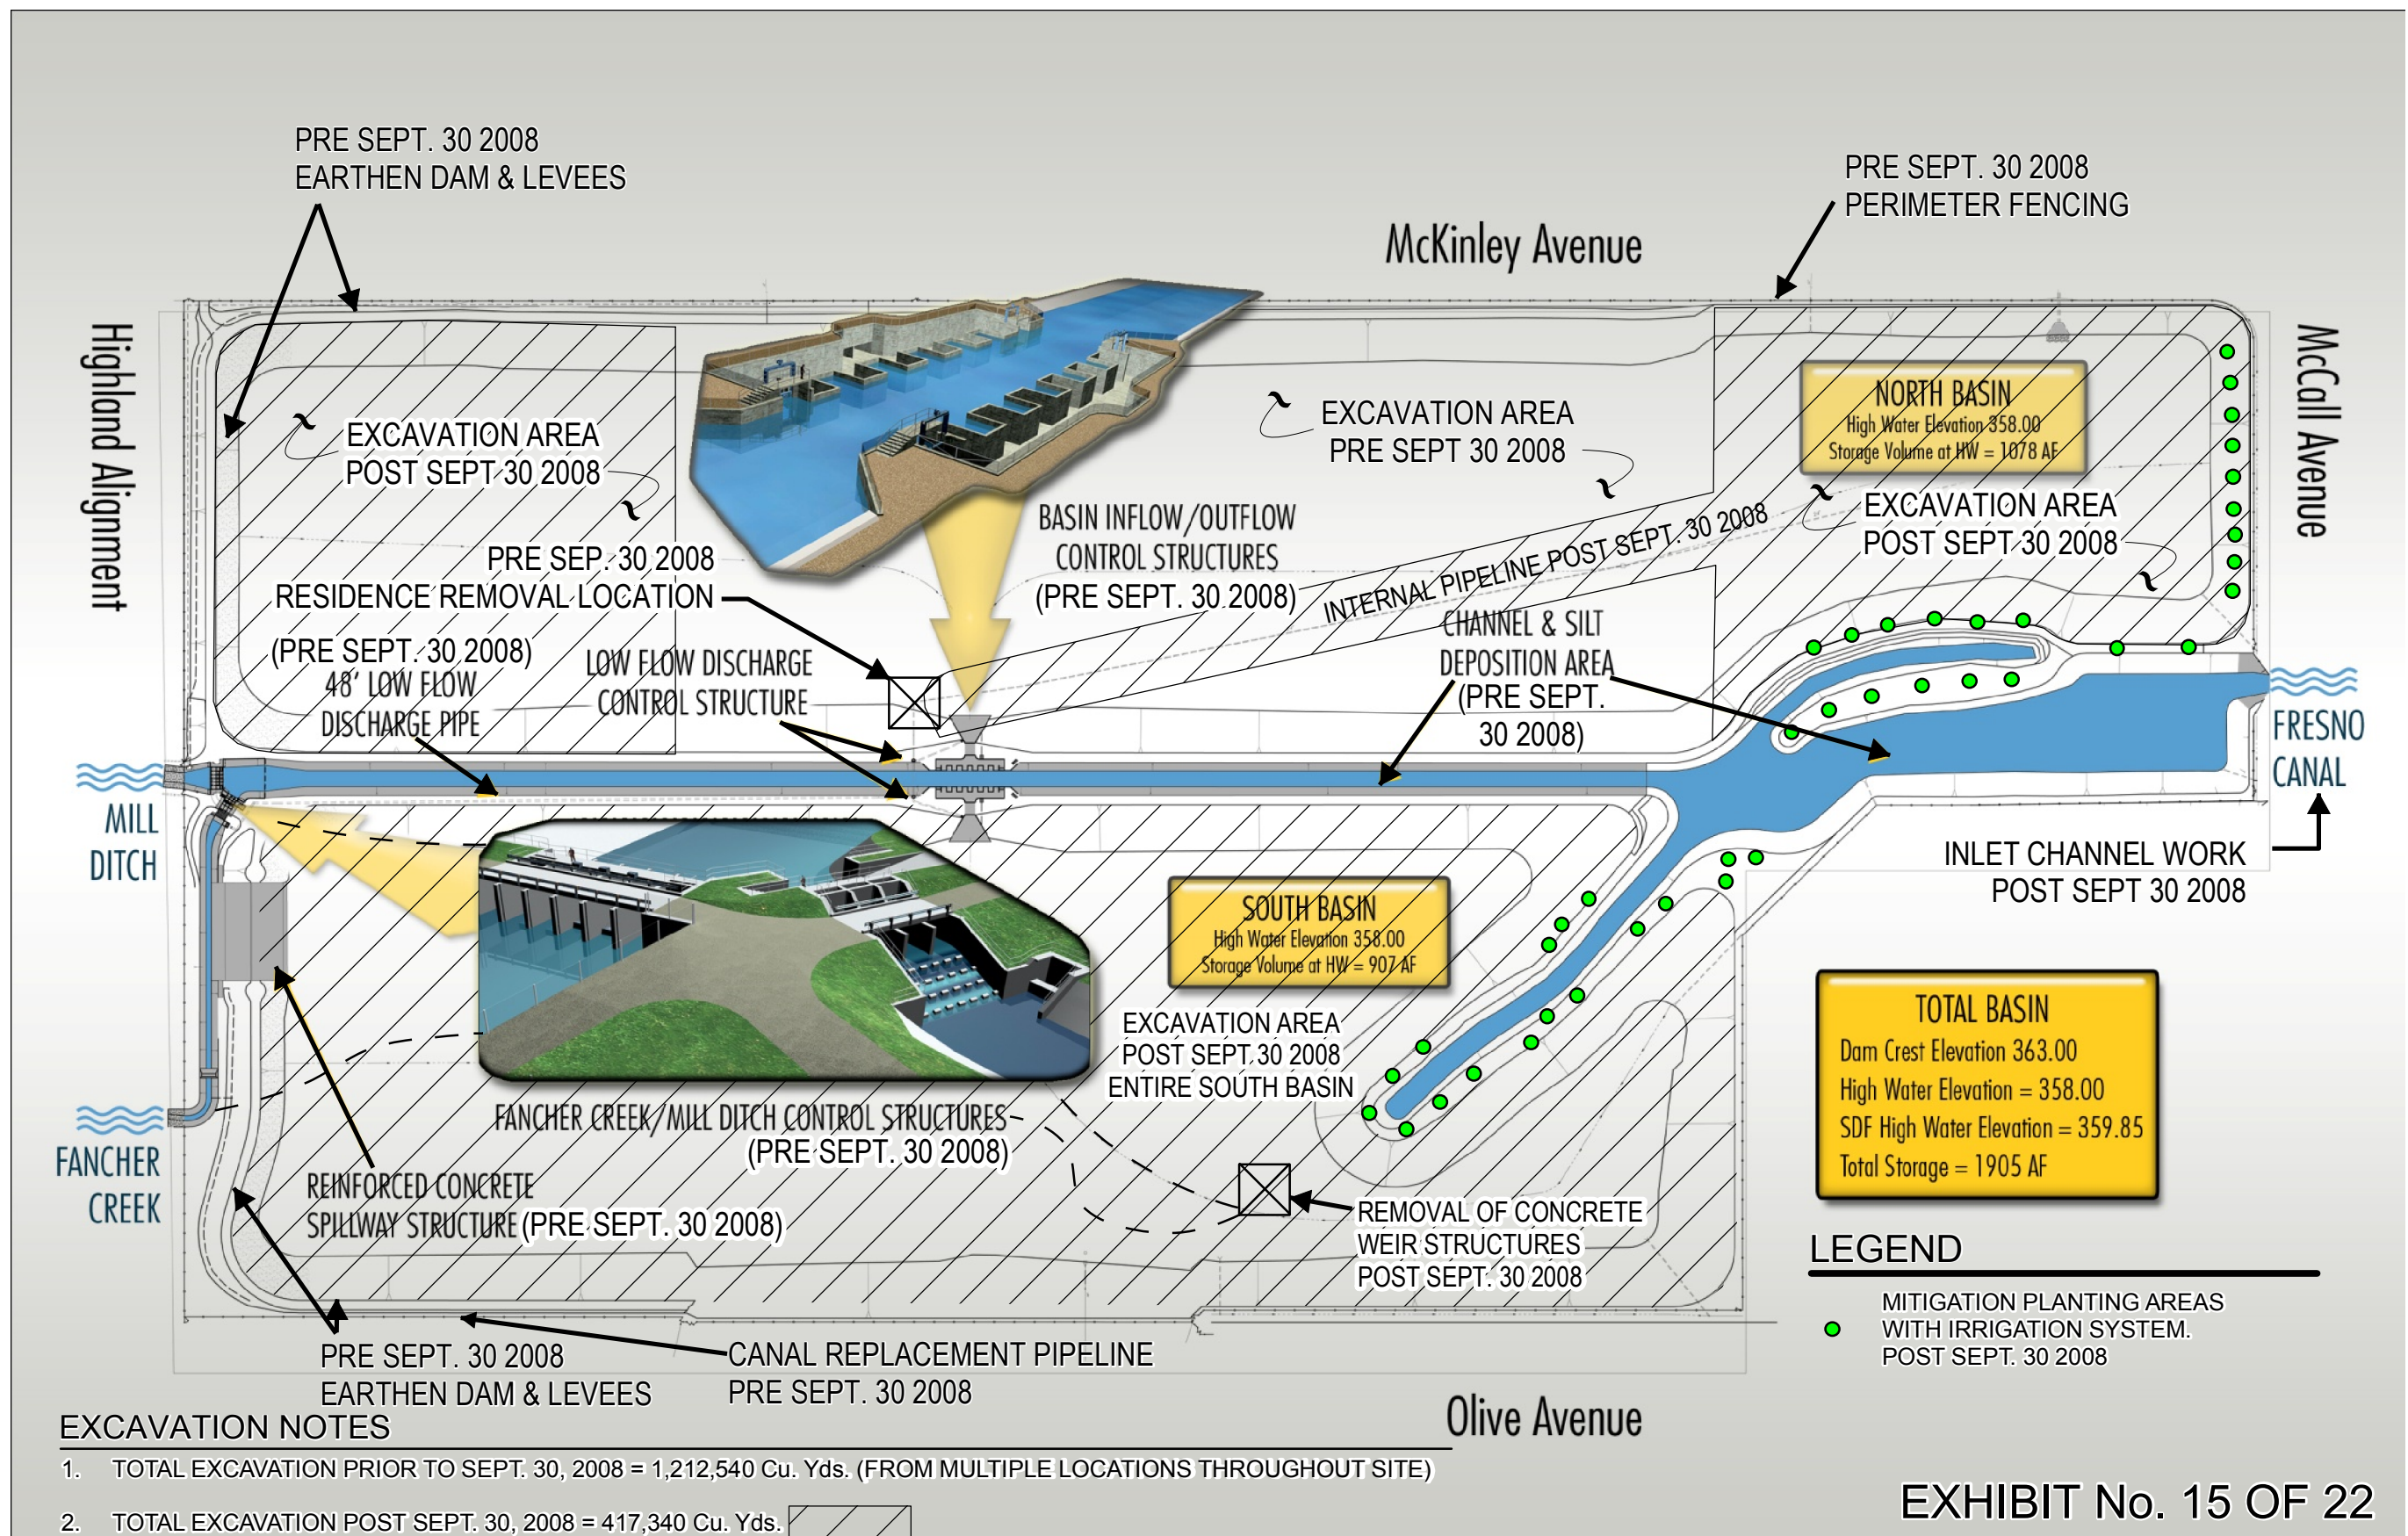 PRE SEPT. 30 2008
EARTHEN DAM & LEVEES
PRE SEPT. 30 2008
PERIMETER FENCING
McKinley Avenue
Highland Alignment
McCall Avenue
NORTH BASIN
High Water Elevation 358.00
Storage Volume at HW = 1078 AF
EXCAVATION AREA
POST SEPT 30 2008
EXCAVATION AREA
PRE SEPT 30 2008
EXCAVATION AREA
POST SEPT 30 2008
BASIN INFLOW/OUTFLOW
CONTROL STRUCTURES
(PRE SEPT. 30 2008)
INTERNAL PIPELINE POST SEPT. 30 2008
PRE SEP. 30 2008
RESIDENCE REMOVAL LOCATION
(PRE SEPT. 30 2008)
48' LOW FLOW
DISCHARGE PIPE
LOW FLOW DISCHARGE
CONTROL STRUCTURE
CHANNEL & SILT
DEPOSITION AREA
(PRE SEPT.
30 2008)
FRESNO
CANAL
MILL
DITCH
INLET CHANNEL WORK
POST SEPT 30 2008
SOUTH BASIN
High Water Elevation 358.00
Storage Volume at HW = 907 AF
EXCAVATION AREA
POST SEPT.30 2008
ENTIRE SOUTH BASIN
TOTAL BASIN
Dam Crest Elevation 363.00
High Water Elevation = 358.00
SDF High Water Elevation = 359.85
Total Storage = 1905 AF
FANCHER CREEK/MILL DITCH CONTROL STRUCTURES
(PRE SEPT. 30 2008)
FANCHER
CREEK
REINFORCED CONCRETE
SPILLWAY STRUCTURE (PRE SEPT. 30 2008)
REMOVAL OF CONCRETE
WEIR STRUCTURES
POST SEPT. 30 2008
LEGEND
MITIGATION PLANTING AREAS
WITH IRRIGATION SYSTEM.
POST SEPT. 30 2008
PRE SEPT. 30 2008
EARTHEN DAM & LEVEES
CANAL REPLACEMENT PIPELINE
PRE SEPT. 30 2008
Olive Avenue
EXCAVATION NOTES
1. TOTAL EXCAVATION PRIOR TO SEPT. 30, 2008 = 1,212,540 Cu. Yds. (FROM MULTIPLE LOCATIONS THROUGHOUT SITE)
2. TOTAL EXCAVATION POST SEPT. 30, 2008 = 417,340 Cu. Yds.
EXHIBIT No. 15 OF 22